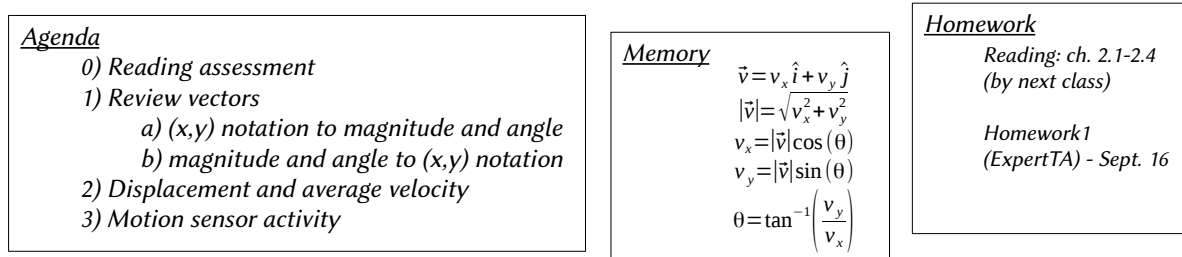 Agenda
0) Reading assessment
1) Review vectors
a) (x,y) notation to magnitude and angle
b) magnitude and angle to (x,y) notation
2) Displacement and average velocity
3) Motion sensor activity
Memory
v⃗=vₓ î+v_y ĵ
|v⃗|=√(vₓ²+v_y²)
vₓ=|v⃗|cos(θ)
v_y=|v⃗|sin(θ)
θ=tan⁻¹(v_y/vₓ)
Homework
Reading: ch. 2.1-2.4
(by next class)
Homework1
(ExpertTA) - Sept. 16